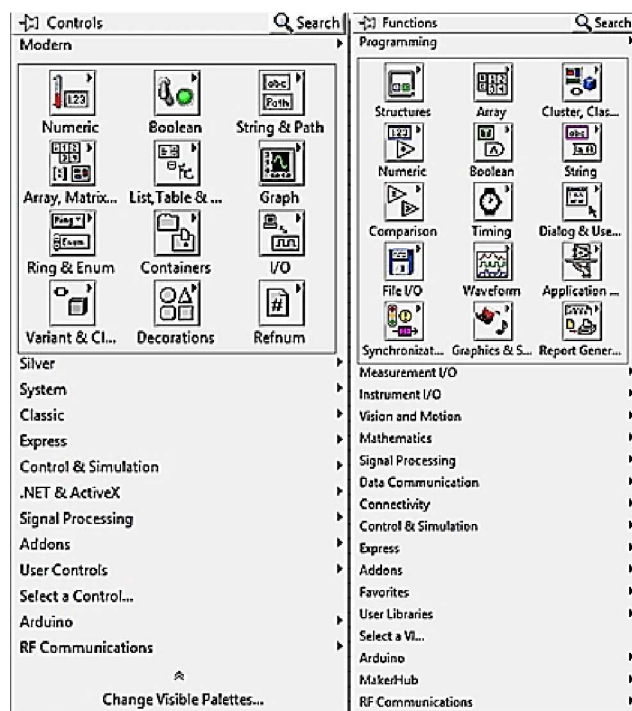 Controls
Search
Modern
Numeric
Boolean
String & Path
Array, Matrix...
List, Table & ...
Graph
Ring & Enum
Containers
I/O
Variant & Cl...
Decorations
Refnum
Silver
System
Classic
Express
Control & Simulation
.NET & ActiveX
Signal Processing
Addons
User Controls
Select a Control...
Arduino
RF Communications
Change Visible Palettes...
Functions
Search
Programming
Structures
Array
Cluster, Clas...
Numeric
Boolean
String
Comparison
Timing
Dialog & Use...
File I/O
Waveform
Application ...
Synchronizat...
Graphics & S...
Report Gener...
Measurement I/O
Instrument I/O
Vision and Motion
Mathematics
Signal Processing
Data Communication
Connectivity
Control & Simulation
Express
Addons
Favorites
User Libraries
Select a VI...
Arduino
MakerHub
RF Communications